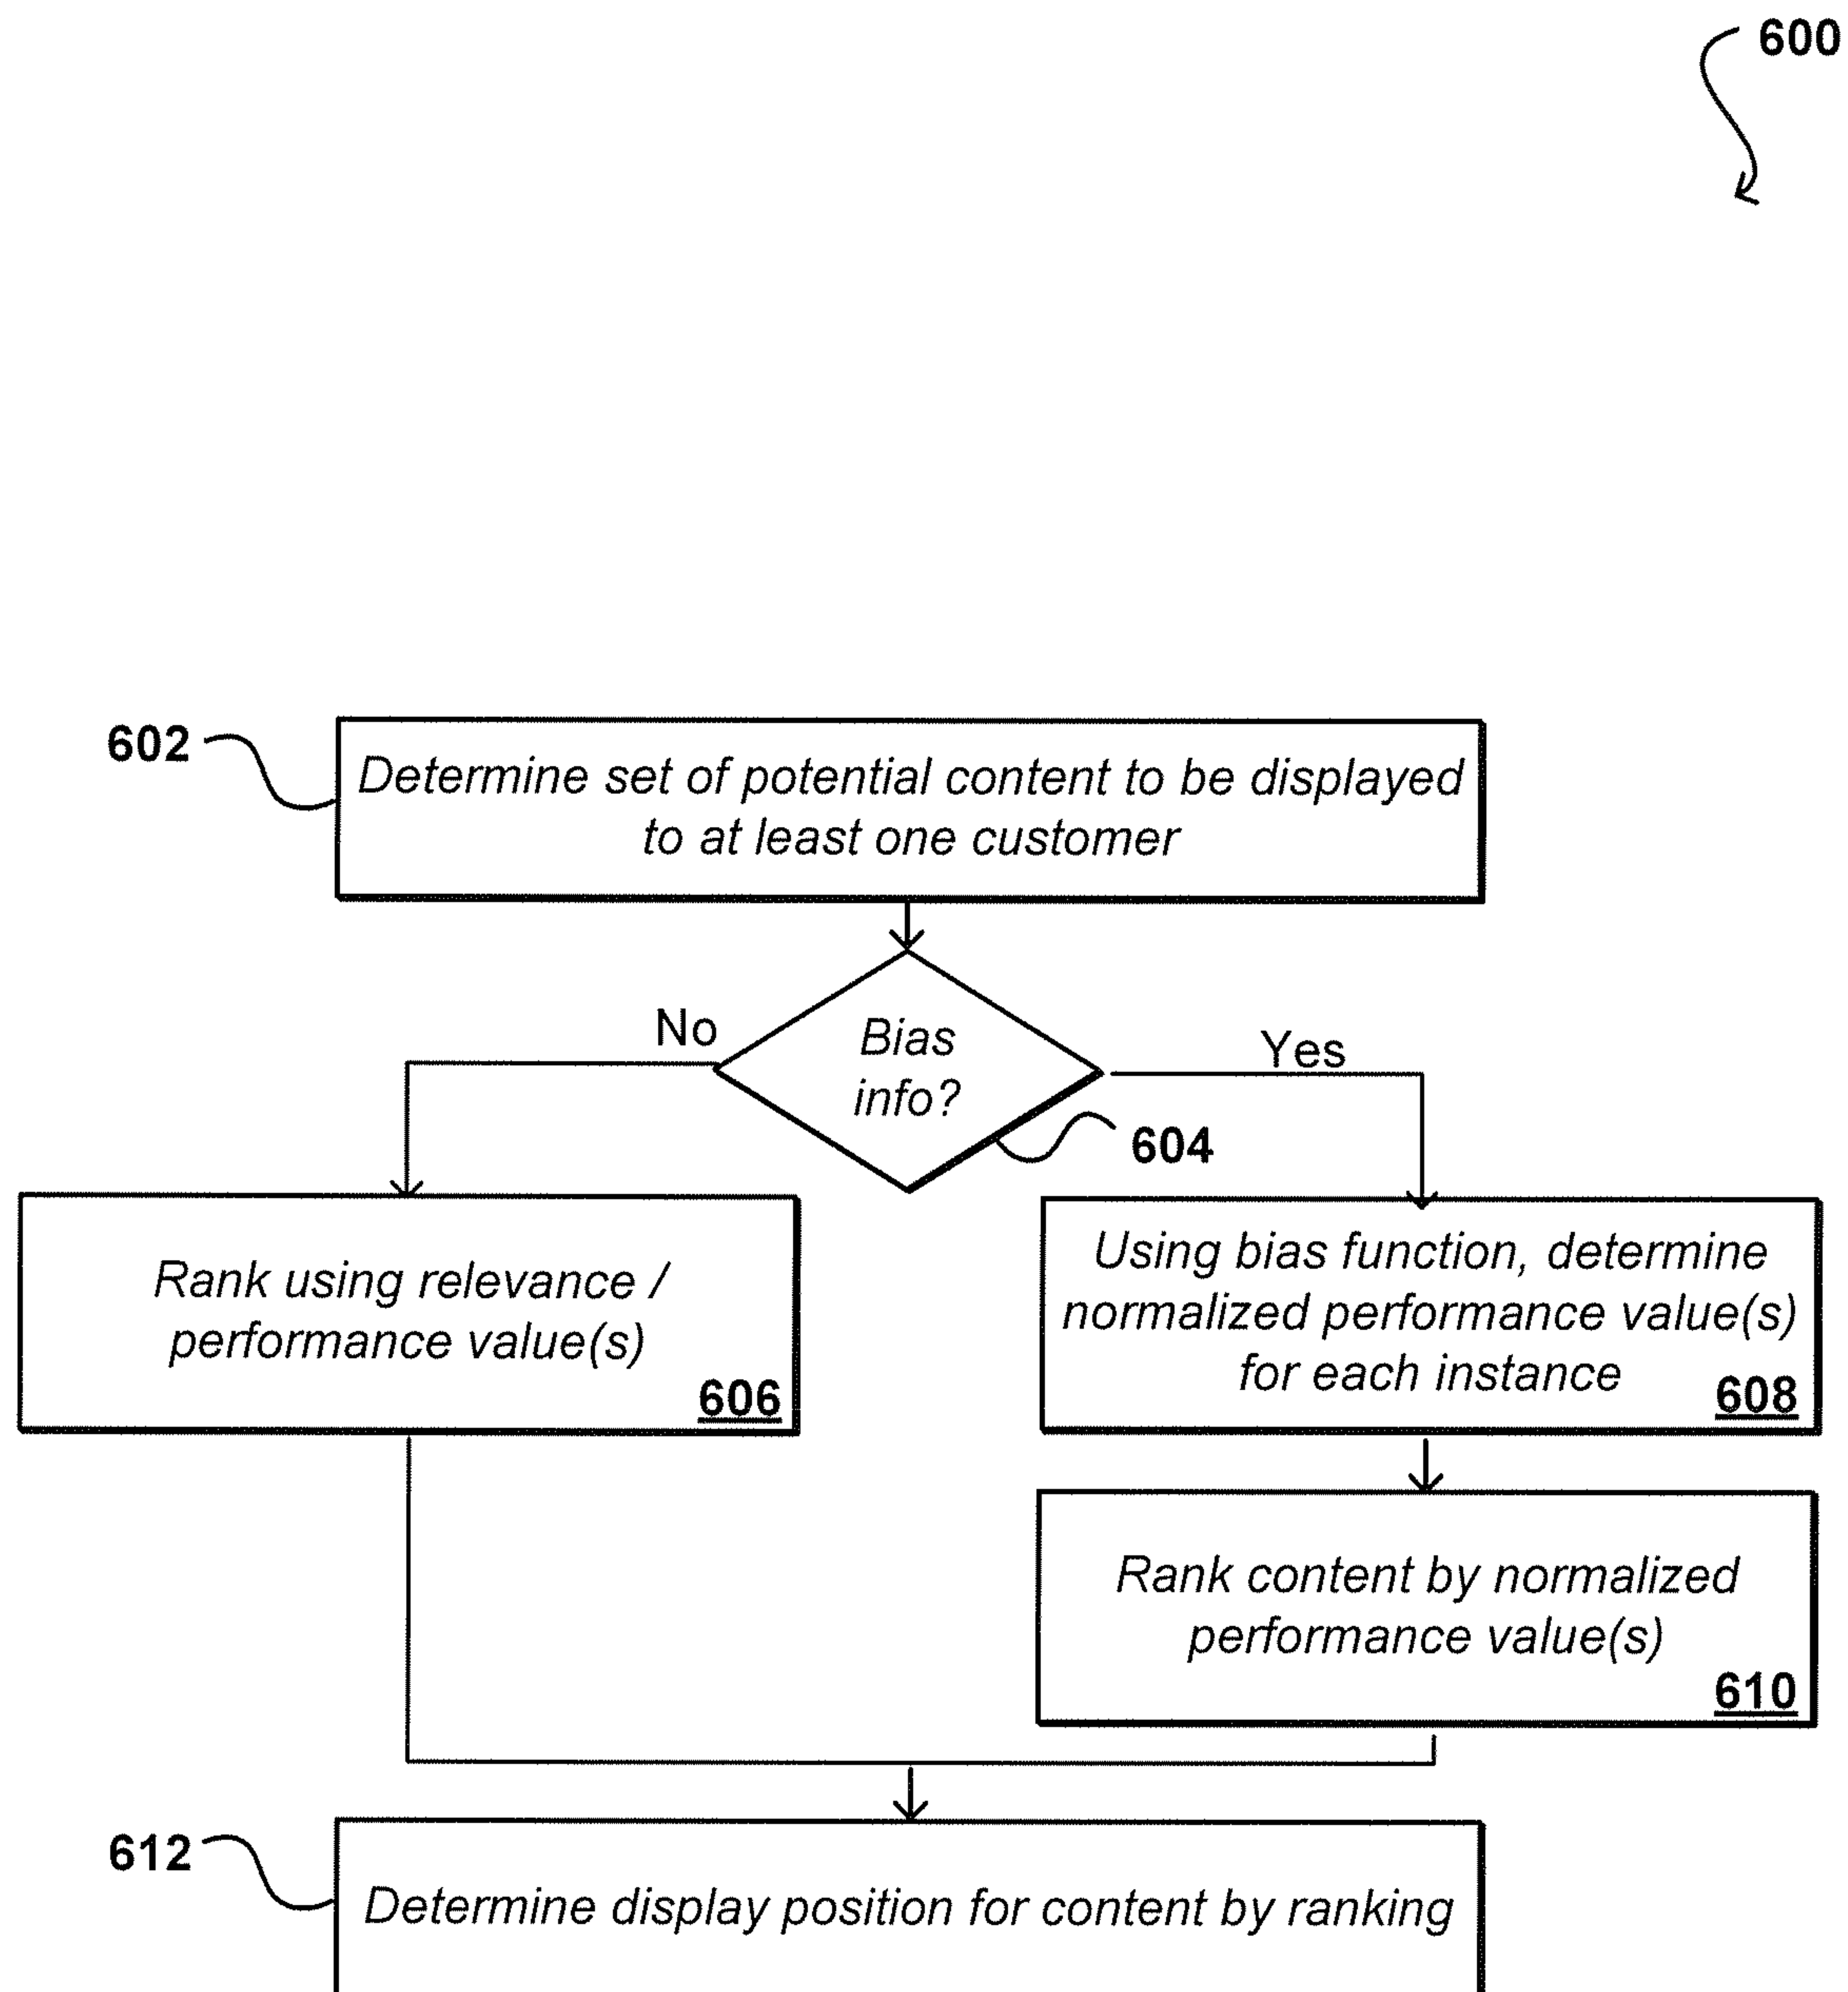 600
602
Determine set of potential content to be displayed
to at least one customer
No
Bias
info?
Yes
604
Rank using relevance /
performance value(s)
606
Using bias function, determine
normalized performance value(s)
for each instance
608
Rank content by normalized
performance value(s)
610
612
Determine display position for content by ranking